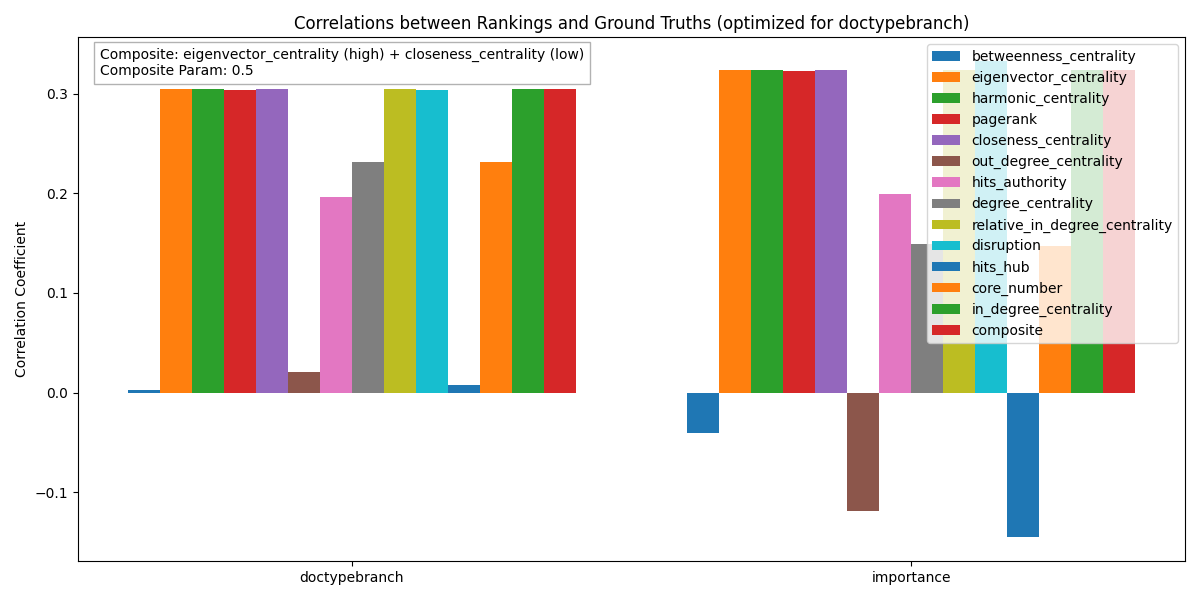 Correlations between Rankings and Ground Truths (optimized for doctypebranch)
Composite: eigenvector_centrality (high) + closeness_centrality (low)
Composite Param: 0.5
betweenness_centrality
eigenvector_centrality
harmonic_centrality
pagerank
closeness_centrality
out_degree_centrality
hits_authority
degree_centrality
relative_in_degree_centrality
disruption
hits_hub
core_number
in_degree_centrality
composite
Correlation Coefficient
0.3
0.2
0.1
0.0
−0.1
doctypebranch
importance